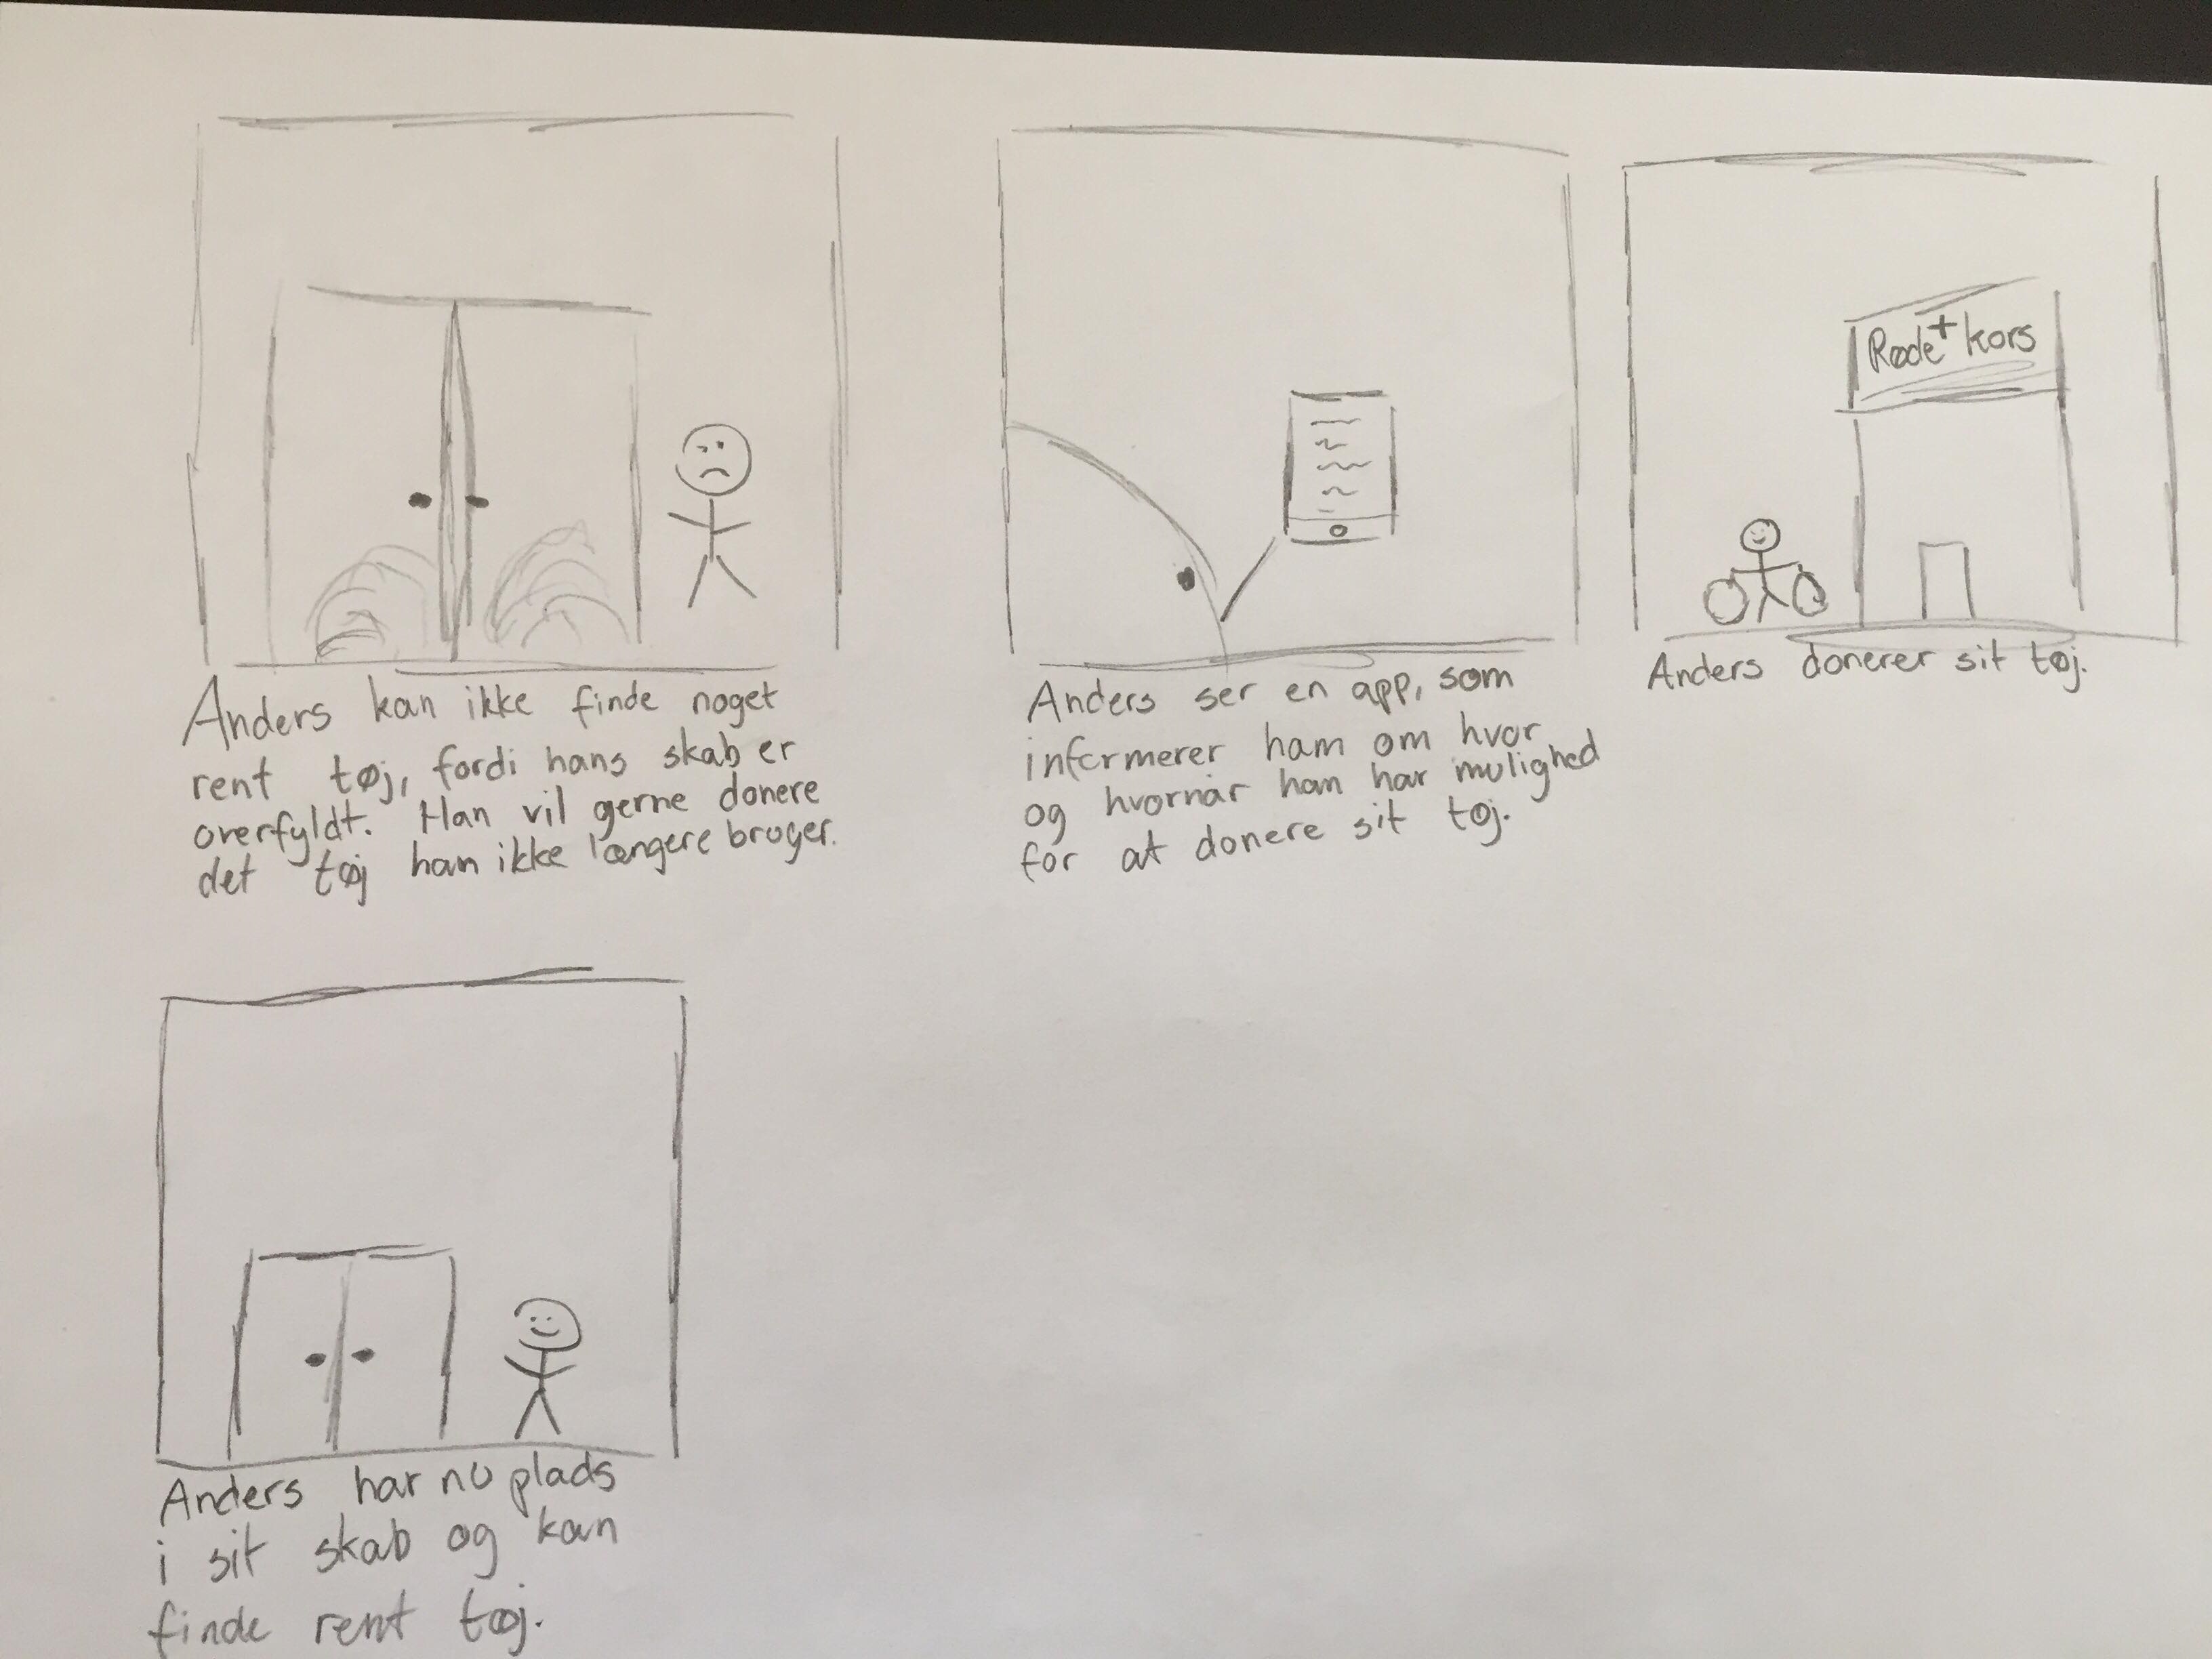 Anders kan ikke finde noget
rent tøj, fordi hans skab er
overfyldt. Han vil gerne donere
det tøj han ikke længere bruger.
Anders ser en app, som
informerer ham om hvor
og hvornår han har mulighed
for at donere sit tøj.
Røde + kors
Anders donerer sit tøj.
Anders har nu plads
i sit skab og kan
finde rent tøj.